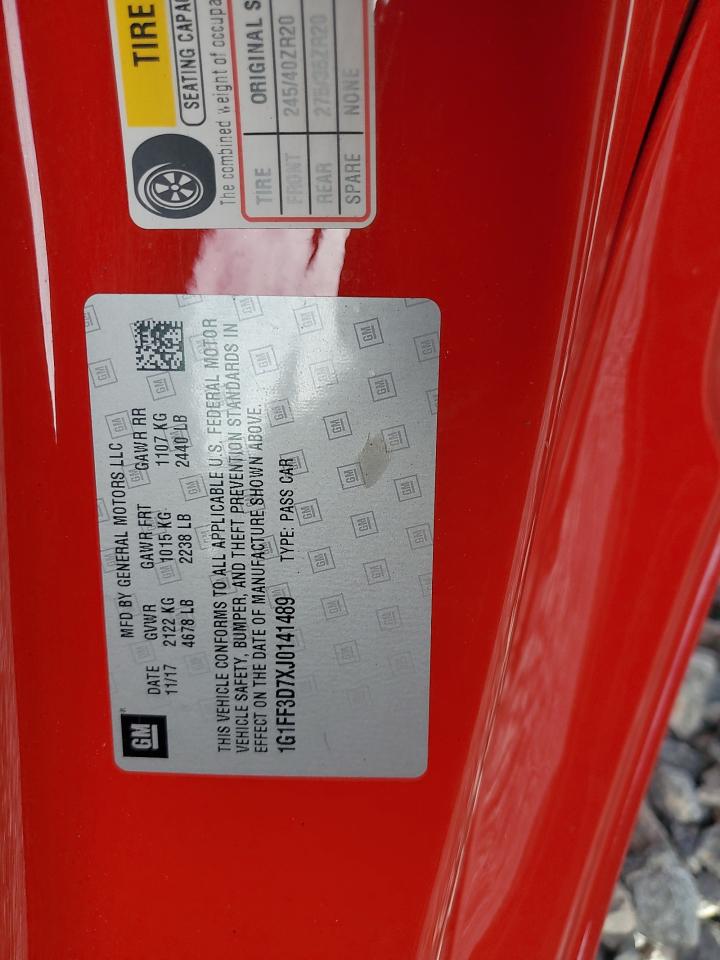 TIRE
SEATING CAPA
The combined weight of occupa
TIRE ORIGINAL S
FRONT 245/40ZR20
REAR 275/35ZR20
SPARE NONE
GM
MFD BY GENERAL MOTORS LLC
DATE GVWR GAWR FRT GAWR RR
11/17 2122 KG 1015 KG 1107 KG
4678 LB 2238 LB 2440 LB
THIS VEHICLE CONFORMS TO ALL APPLICABLE U.S. FEDERAL MOTOR
VEHICLE SAFETY, BUMPER, AND THEFT PREVENTION STANDARDS IN
EFFECT ON THE DATE OF MANUFACTURE SHOWN ABOVE.
1G1FF3D7XJ0141489 TYPE: PASS CAR